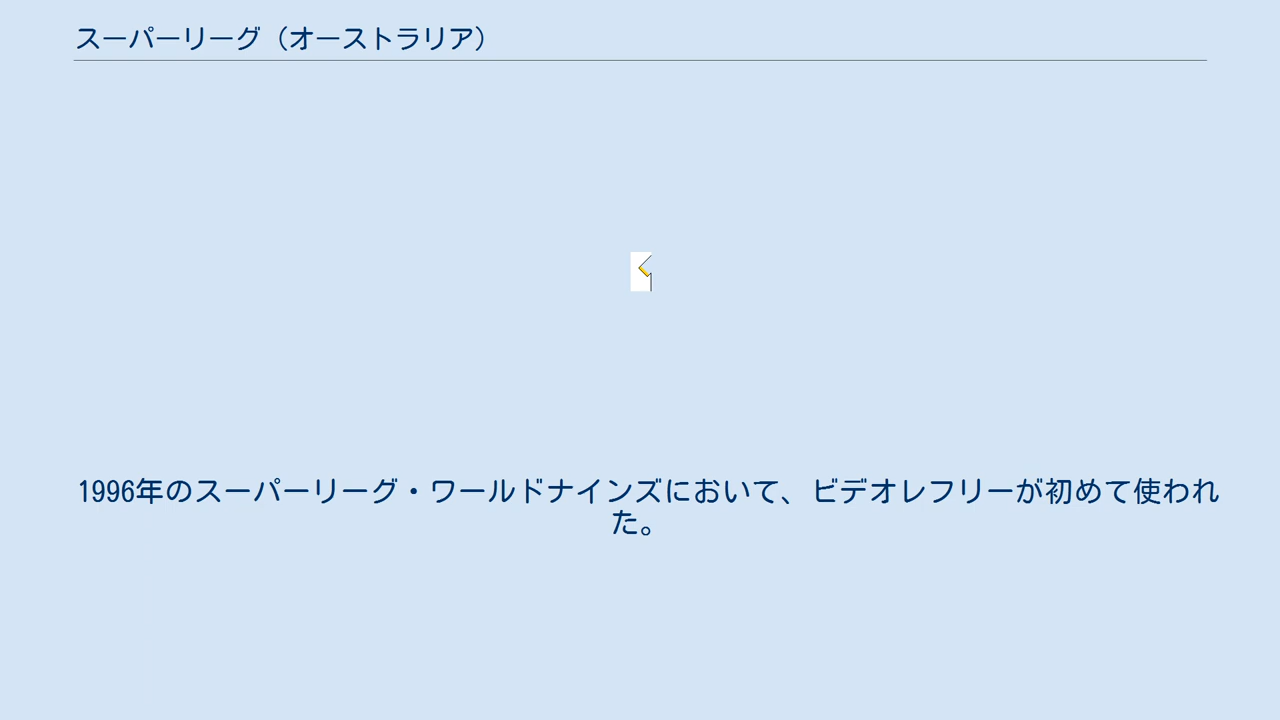 スーパーリーグ（オーストラリア）
1996年のスーパーリーグ・ワールドナインズにおいて、ビデオレフリーが初めて使われ
た。